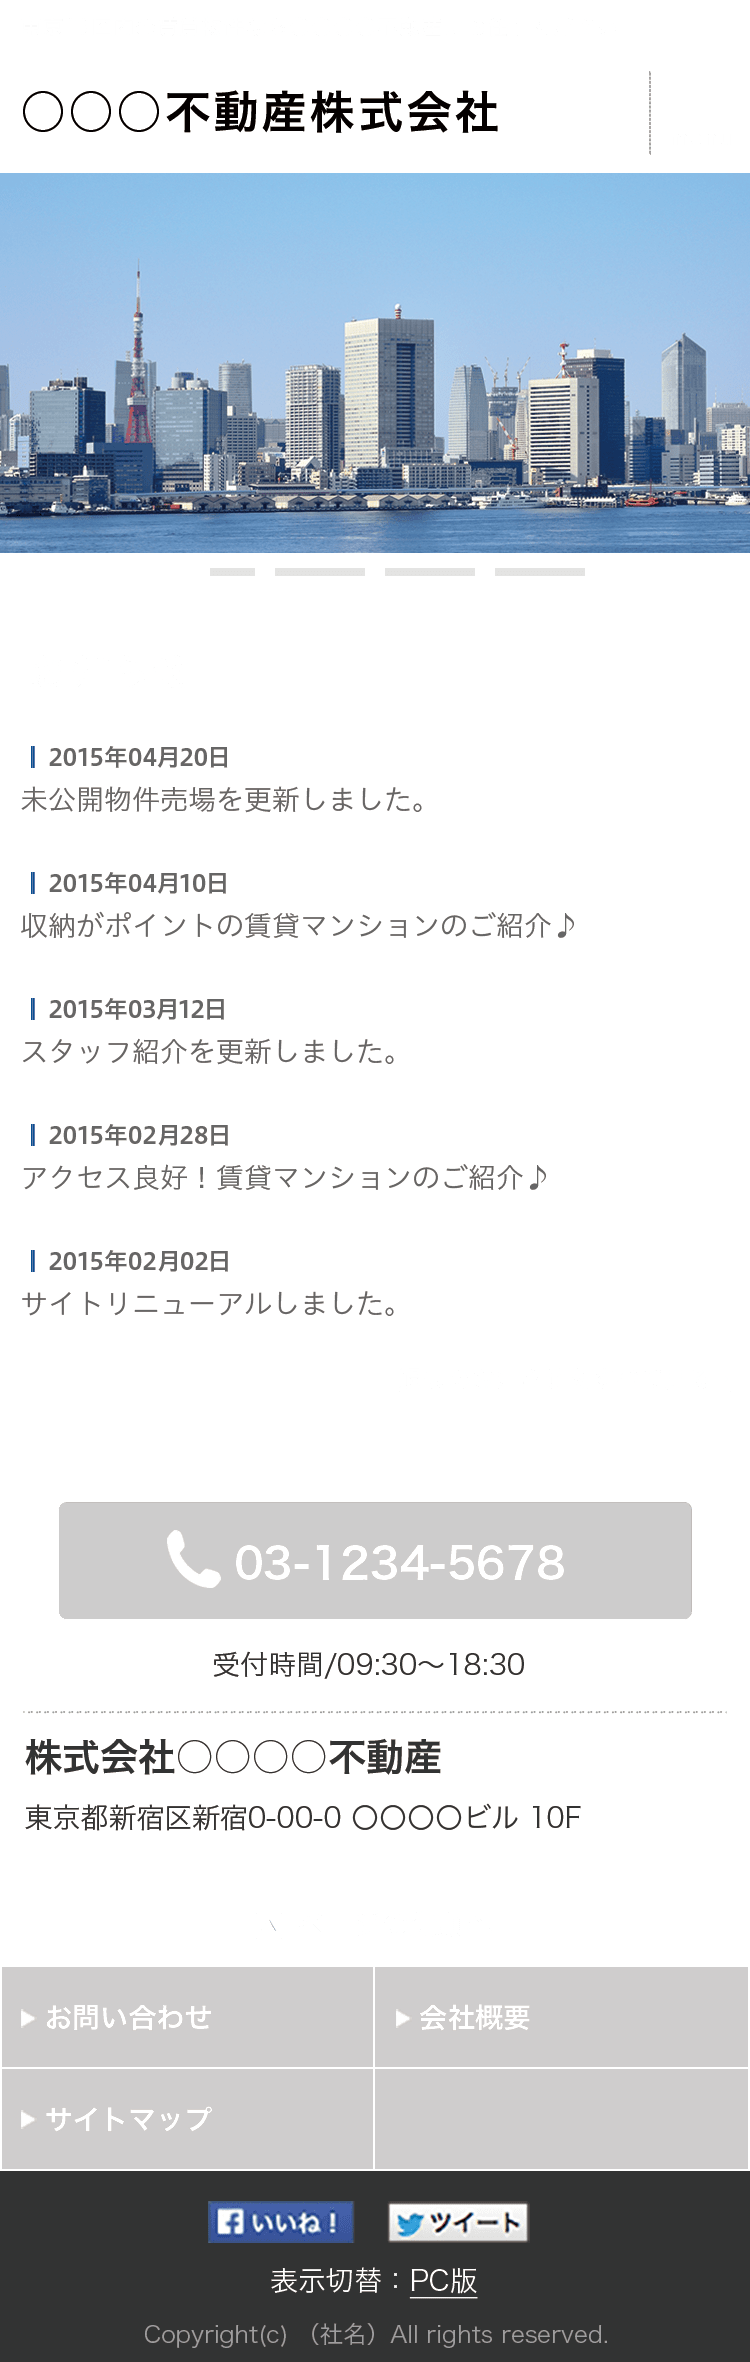 ○○○不動産株式会社
2015年04月20日
未公開物件売場を更新しました。
2015年04月10日
収納がポイントの賃貸マンションのご紹介♪
2015年03月12日
スタッフ紹介を更新しました。
2015年02月28日
アクセス良好！賃貸マンションのご紹介♪
2015年02月02日
サイトリニューアルしました。
03-1234-5678
受付時間/09:30〜18:30
株式会社○○○○不動産
東京都新宿区新宿0-00-0 〇〇〇〇ビル 10F
お問い合わせ
会社概要
サイトマップ
いいね！
ツイート
表示切替：PC版
Copyright(c) （社名）All rights reserved.